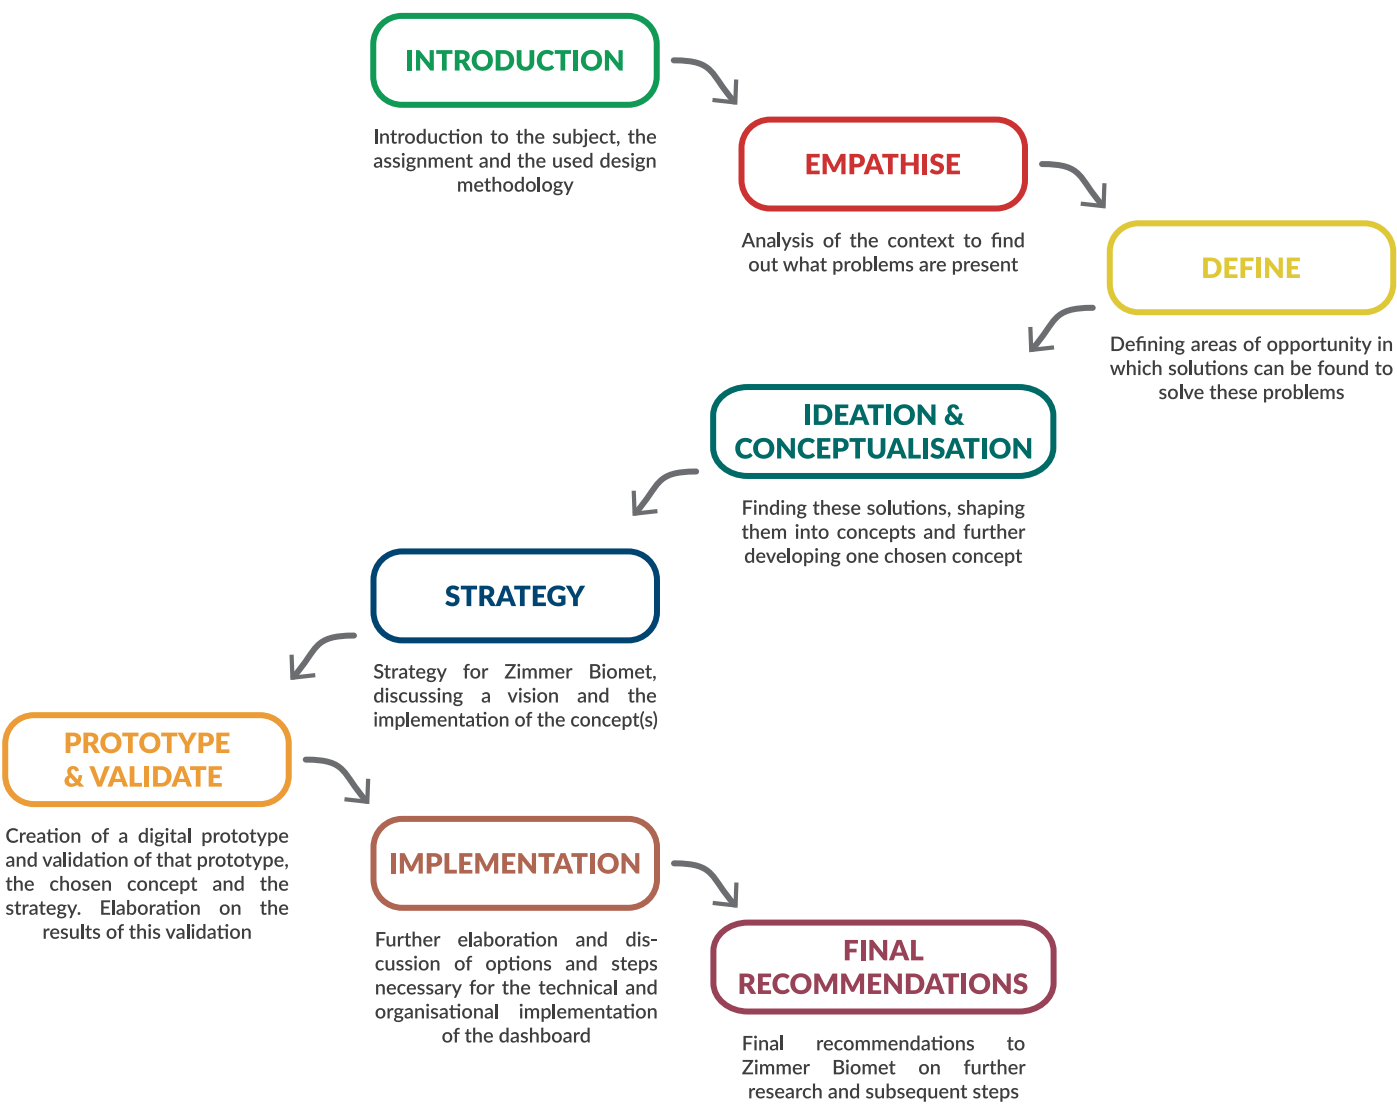 INTRODUCTION
Introduction to the subject, the
assignment and the used design
methodology
EMPATHISE
Analysis of the context to find
out what problems are present
DEFINE
Defining areas of opportunity in
which solutions can be found to
solve these problems
IDEATION &
CONCEPTUALISATION
Finding these solutions, shaping
them into concepts and further
developing one chosen concept
STRATEGY
Strategy for Zimmer Biomet,
discussing a vision and the
implementation of the concept(s)
PROTOTYPE
& VALIDATE
Creation of a digital prototype
and validation of that prototype,
the chosen concept and the
strategy. Elaboration on the
results of this validation
IMPLEMENTATION
Further elaboration and dis-
cussion of options and steps
necessary for the technical and
organisational implementation
of the dashboard
FINAL
RECOMMENDATIONS
Final recommendations to
Zimmer Biomet on further
research and subsequent steps